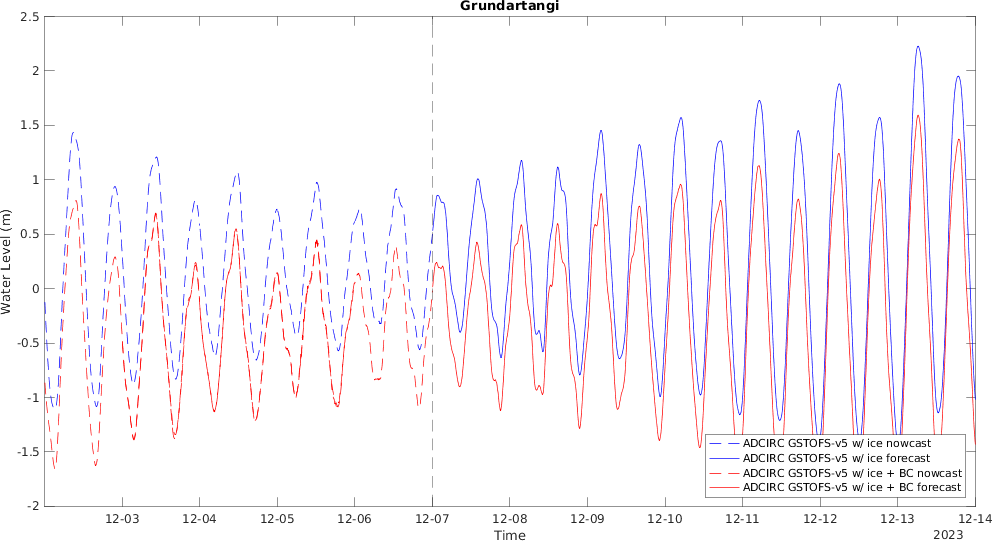 Grundartangi
2.5
2
1.5
1
0.5
0
-0.5
-1
-1.5
-2
Water Level (m)
12-03 12-04 12-05 12-06 12-07 12-08 12-09 12-10 12-11 12-12 12-13 12-14
Time
2023
ADCIRC GSTOFS-v5 w/ ice nowcast
ADCIRC GSTOFS-v5 w/ ice forecast
ADCIRC GSTOFS-v5 w/ ice + BC nowcast
ADCIRC GSTOFS-v5 w/ ice + BC forecast